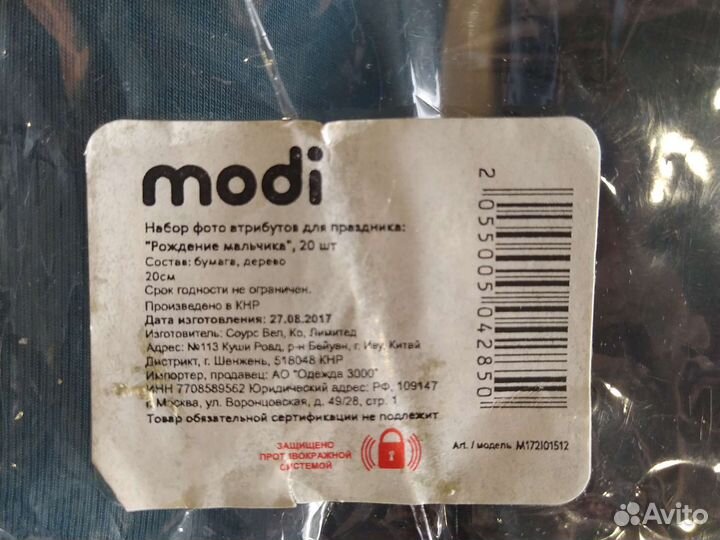 modi
Набор фото атрибутов для праздника:
"Рождение мальчика", 20 шт
Состав: бумага, дерево
20см
Срок годности не ограничен.
Произведено в КНР
Дата изготовления: 27.08.2017
Изготовитель: Соурс Вел, Ко, Лимитед
Адрес: №113 Куши Роад, р-н Бейуан, г. Иву, Китай
Дистрикт, г. Шенжень, 518048 КНР
Импортер, продавец: АО "Одежда 3000"
ИНН 7708589562 Юридический адрес: РФ, 109147
г. Москва, ул. Воронцовская, д. 49/28, стр. 1
Товар обязательной сертификации не подлежит
ЗАЩИЩЕНО
ПРОТИВОКРАЖНОЙ
СИСТЕМОЙ
2055005042850
Art. / модель M172I01512
Avito